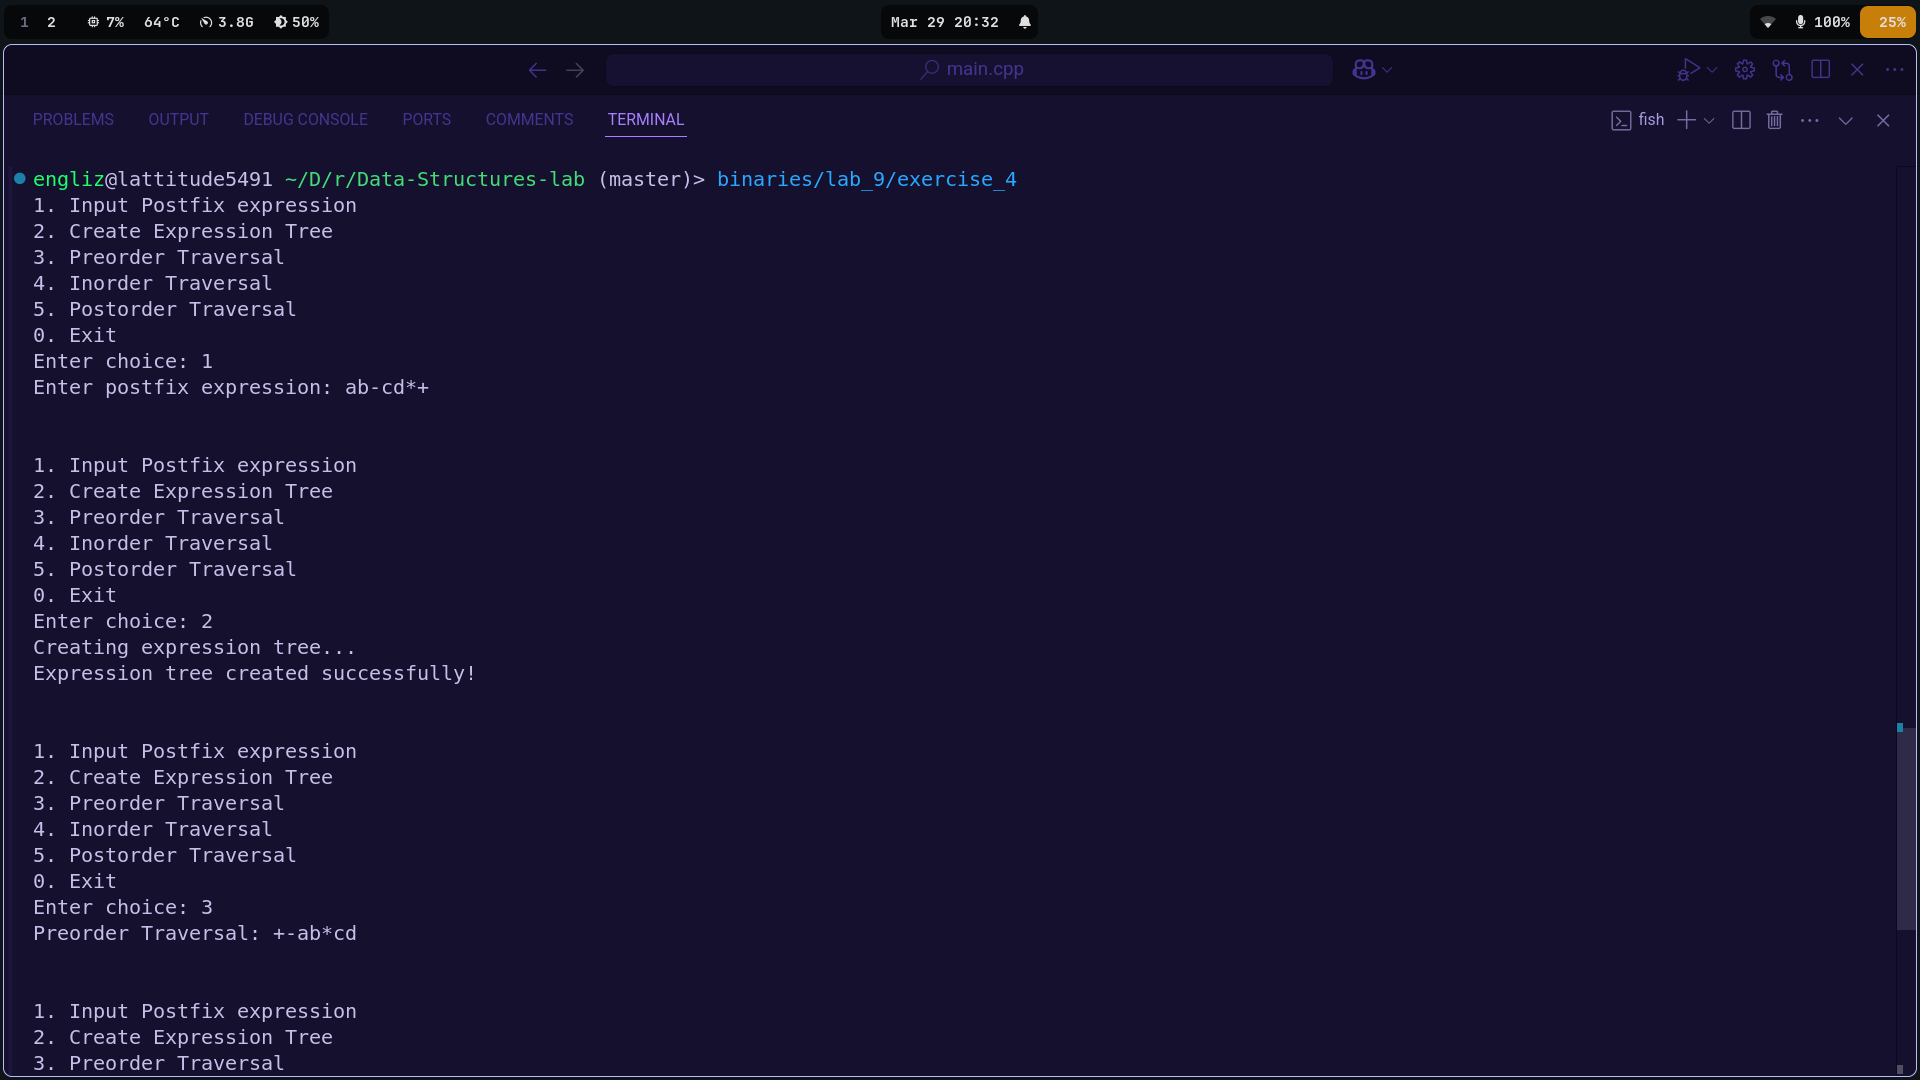 1 2 7% 64°C 3.8G 50% Mar 29 20:32 100% 25%
main.cpp
PROBLEMS OUTPUT DEBUG CONSOLE PORTS COMMENTS TERMINAL fish
engliz@lattitude5491 ~/D/r/Data-Structures-lab (master)> binaries/lab_9/exercise_4
1. Input Postfix expression
2. Create Expression Tree
3. Preorder Traversal
4. Inorder Traversal
5. Postorder Traversal
0. Exit
Enter choice: 1
Enter postfix expression: ab-cd*+
1. Input Postfix expression
2. Create Expression Tree
3. Preorder Traversal
4. Inorder Traversal
5. Postorder Traversal
0. Exit
Enter choice: 2
Creating expression tree...
Expression tree created successfully!
1. Input Postfix expression
2. Create Expression Tree
3. Preorder Traversal
4. Inorder Traversal
5. Postorder Traversal
0. Exit
Enter choice: 3
Preorder Traversal: +-ab*cd
1. Input Postfix expression
2. Create Expression Tree
3. Preorder Traversal